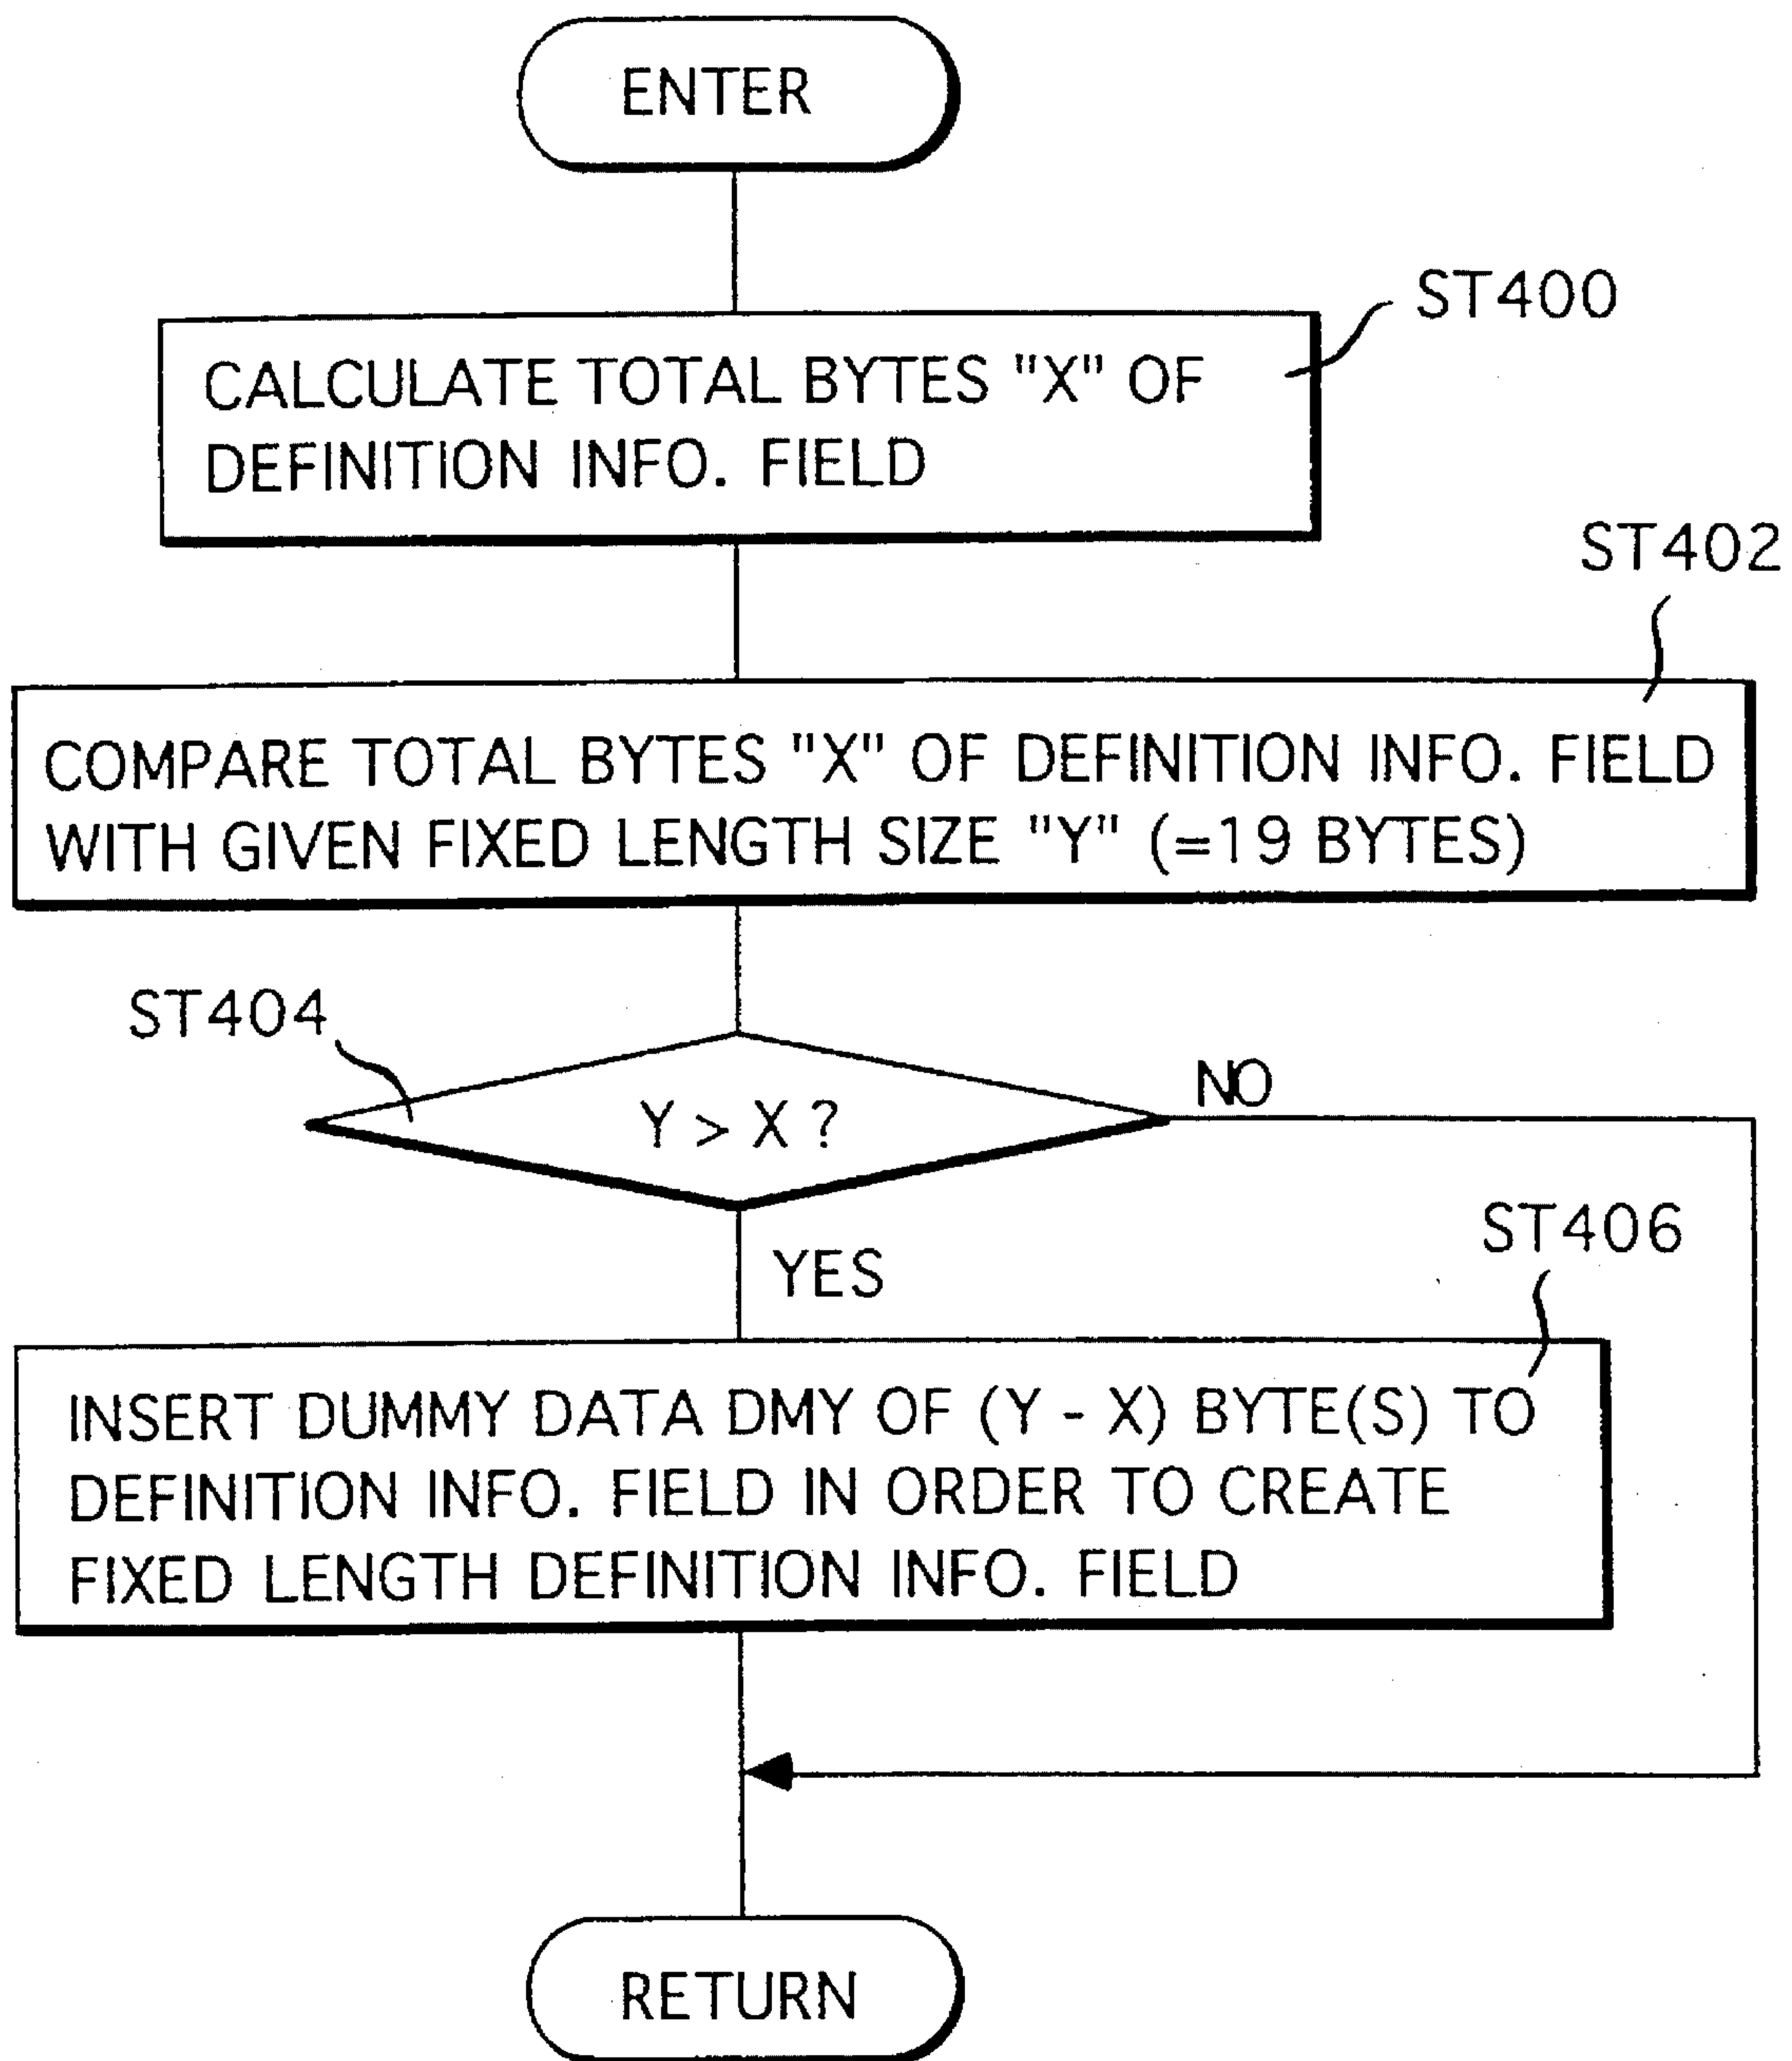 ENTER
ST400
CALCULATE TOTAL BYTES "X" OF
DEFINITION INFO. FIELD
ST402
COMPARE TOTAL BYTES "X" OF DEFINITION INFO. FIELD
WITH GIVEN FIXED LENGTH SIZE "Y" (=19 BYTES)
ST404
Y > X ?
NO
YES
ST406
INSERT DUMMY DATA DMY OF (Y - X) BYTE(S) TO
DEFINITION INFO. FIELD IN ORDER TO CREATE
FIXED LENGTH DEFINITION INFO. FIELD
RETURN